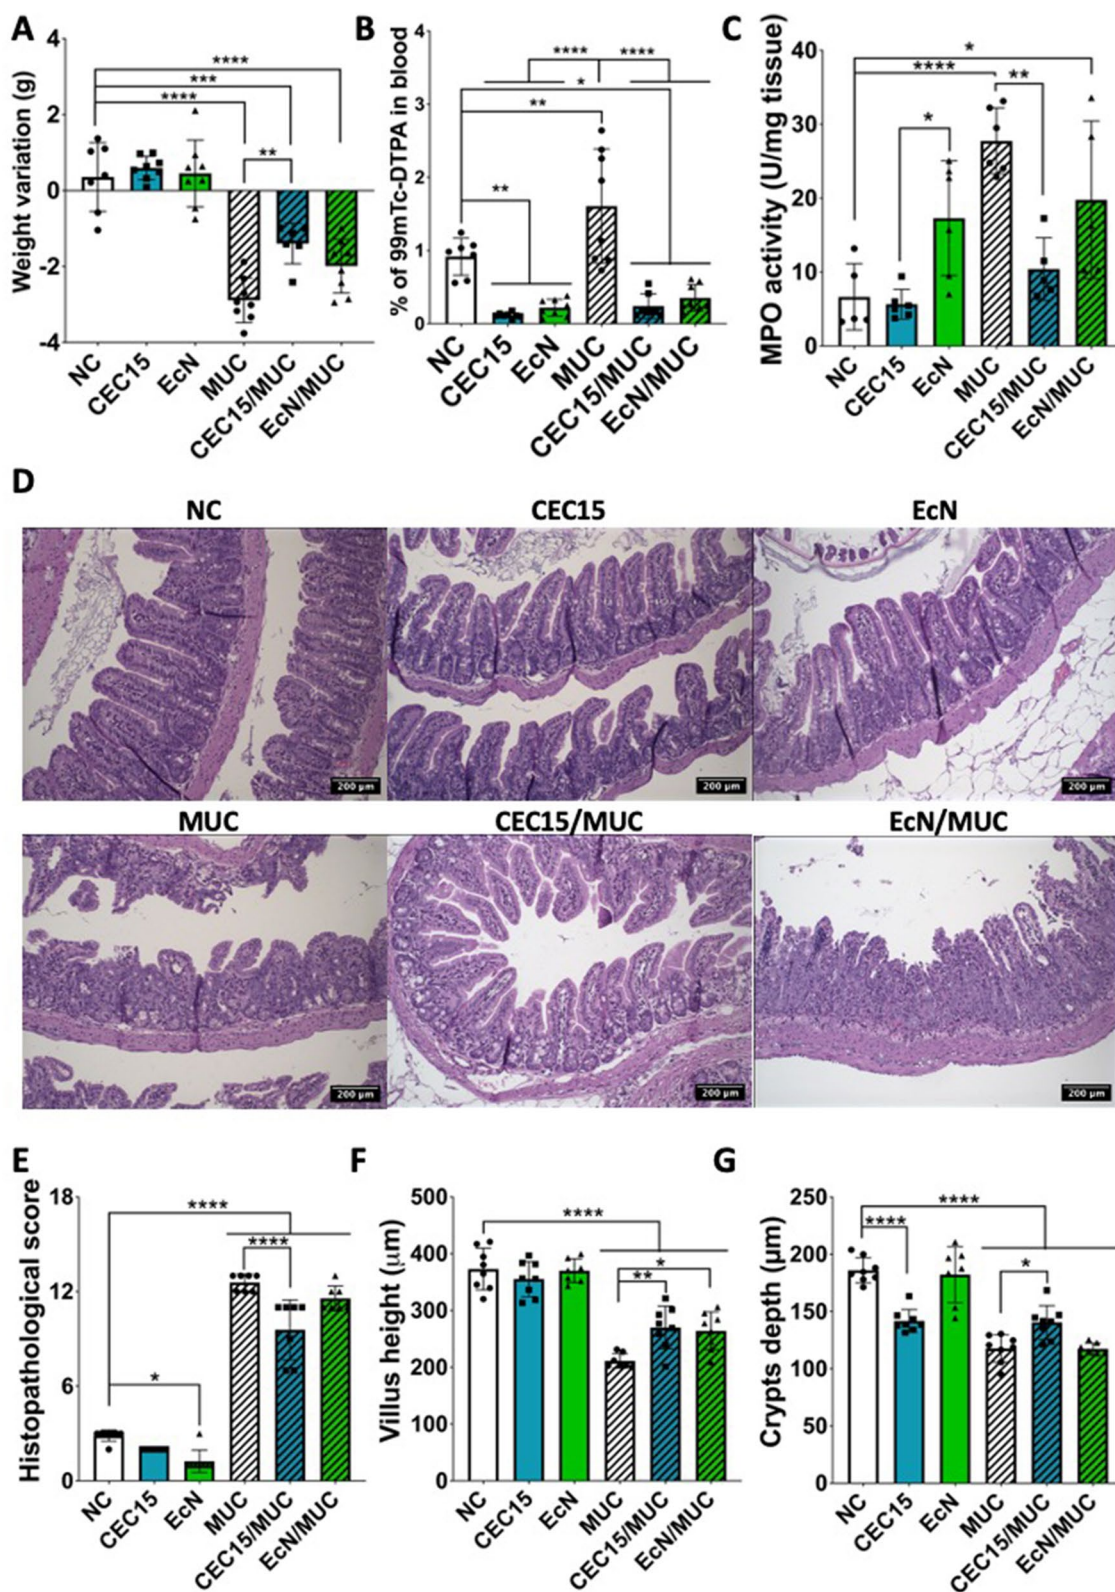 A
B
C
Weight variation (g)
4
2
0
-2
-4
****
***
****
**
NC
CEC15
EcN
MUC
CEC15/MUC
EcN/MUC
% of 99mTc-DTPA in blood
4
3
2
1
0
**** ****
*
**
**
NC
CEC15
EcN
MUC
CEC15/MUC
EcN/MUC
MPO activity (U/mg tissue)
40
30
20
10
0
*
****
**
*
NC
CEC15
EcN
MUC
CEC15/MUC
EcN/MUC
D
NC
CEC15
EcN
200 µm
200 µm
200 µm
MUC
CEC15/MUC
EcN/MUC
200 µm
200 µm
200 µm
E
F
G
Histopathological score
18
12
6
0
****
****
*
NC
CEC15
EcN
MUC
CEC15/MUC
EcN/MUC
Villus height (µm)
500
400
300
200
100
0
****
*
**
NC
CEC15
EcN
MUC
CEC15/MUC
EcN/MUC
Crypts depth (µm)
250
200
150
100
50
0
****
****
*
NC
CEC15
EcN
MUC
CEC15/MUC
EcN/MUC